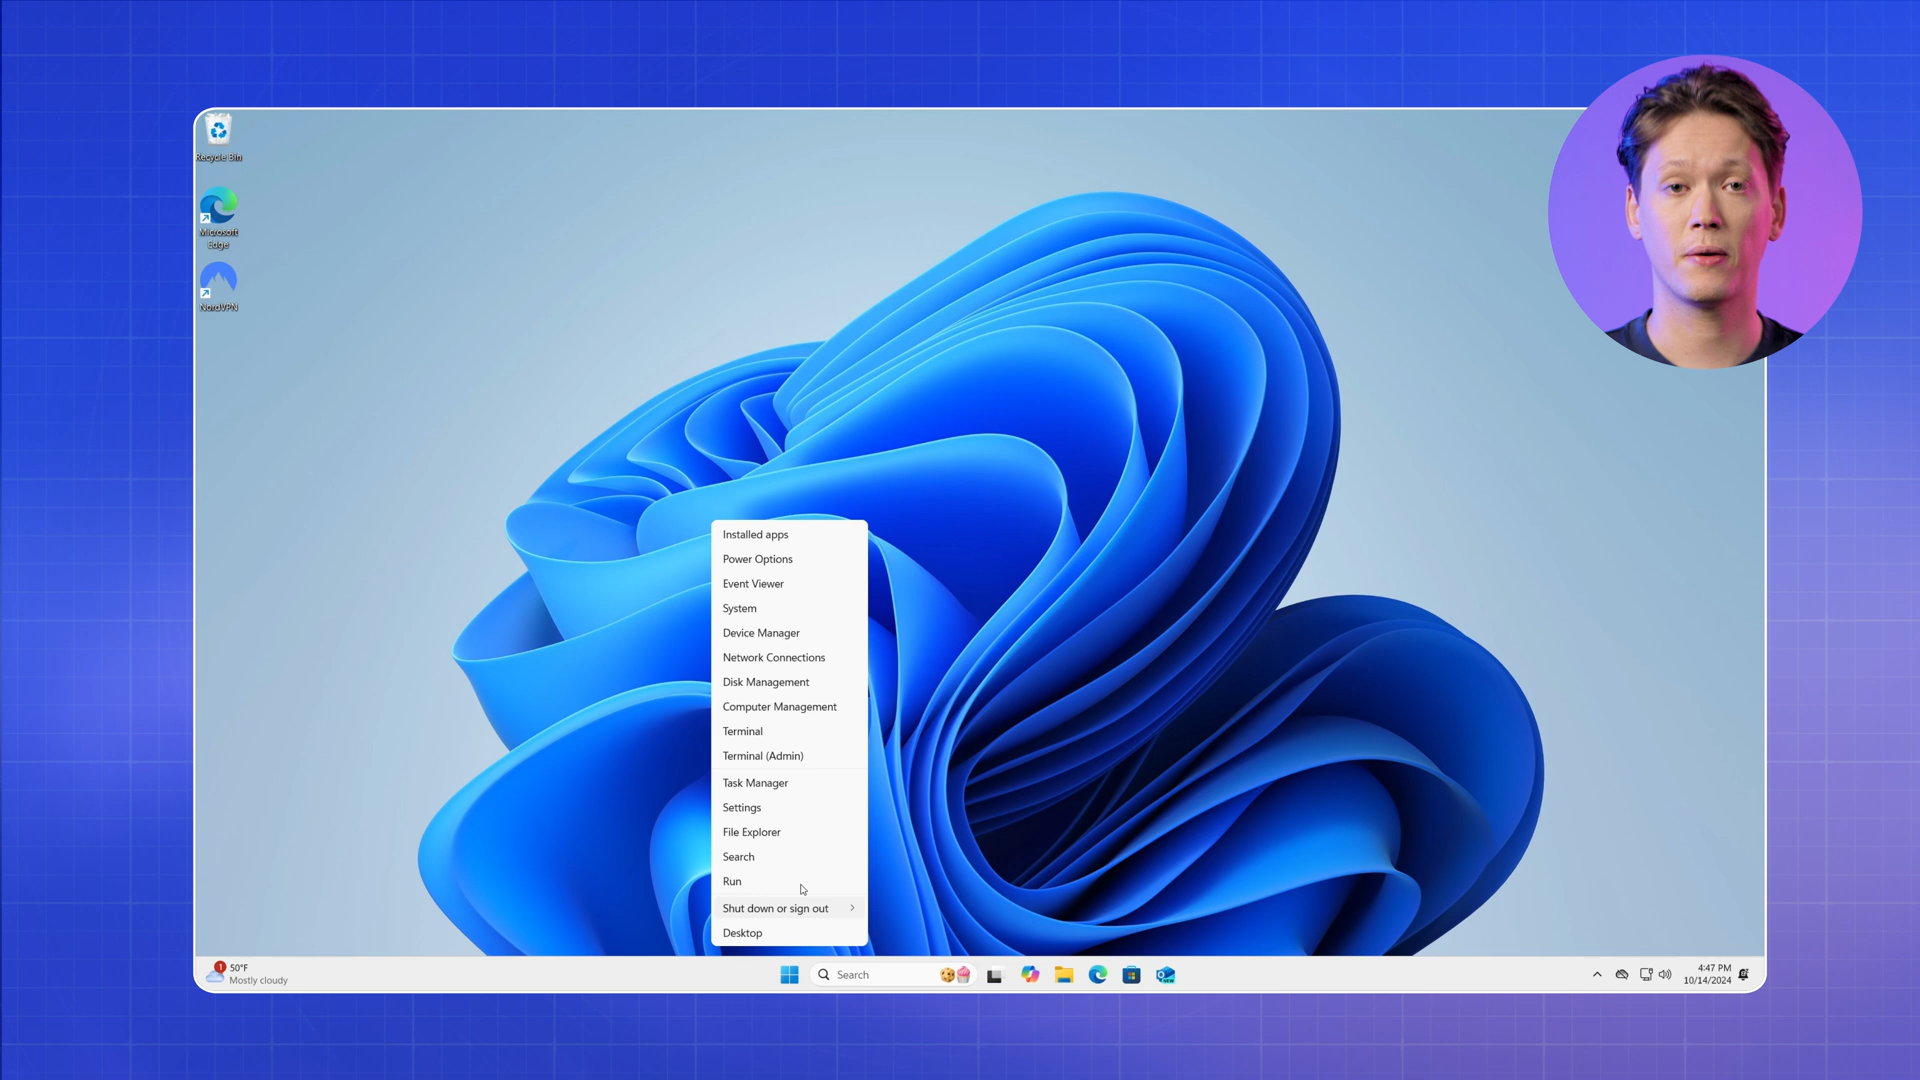 Recycle Bin
Microsoft
Edge
NordVPN
Installed apps
Power Options
Event Viewer
System
Device Manager
Network Connections
Disk Management
Computer Management
Terminal
Terminal (Admin)
Task Manager
Settings
File Explorer
Search
Run
Shut down or sign out
Desktop
1
50°F
Mostly cloudy
Search
NEW
4:47 PM
10/14/2024